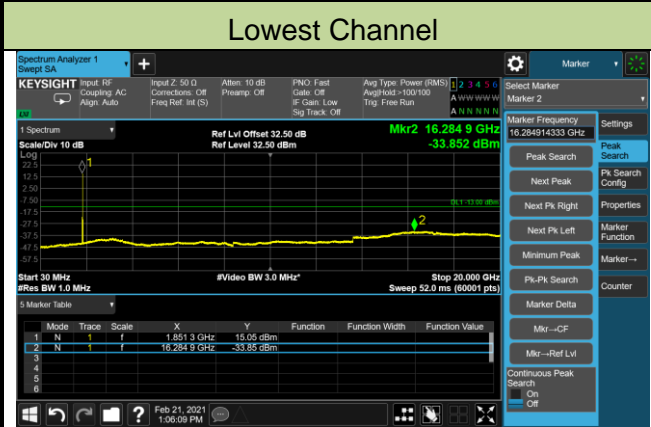 Lowest Channel
Spectrum Analyzer 1
Swept SA
Marker
KEYSIGHT
Input: RF
Coupling: AC
Align: Auto
Input Z: 50 Ω
Corrections: Off
Freq Ref: Int (S)
Atten: 10 dB
Preamp: Off
PNO: Fast
Gate: Off
IF Gain: Low
Sig Track: Off
Avg Type: Power (RMS)
Avg|Hold:>100/100
Trig: Free Run
1 2 3 4 5 6
A W W W W W
A N N N N N
Select Marker
Marker 2
1 Spectrum
Scale/Div 10 dB
Ref Lvl Offset 32.50 dB
Ref Level 32.50 dBm
Mkr2 16.284 9 GHz
-33.852 dBm
Log
22.5
12.5
2.50
-7.50
-17.5
-27.5
-37.5
-47.5
-57.5
1
DL1 -13.00 dBm
2
Start 30 MHz
#Video BW 3.0 MHz*
Stop 20.000 GHz
#Res BW 1.0 MHz
Sweep 52.0 ms (60001 pts)
5 Marker Table
Mode Trace Scale X Y Function Function Width Function Value
1 N 1 f 1.851 3 GHz 15.05 dBm
2 N 1 f 16.284 9 GHz -33.85 dBm
3
4
5
6
Marker Frequency
16.284914333 GHz
Peak Search
Next Peak
Next Pk Right
Next Pk Left
Minimum Peak
Pk-Pk Search
Marker Delta
Mkr→CF
Mkr→Ref Lvl
Continuous Peak
Search
On
Off
Settings
Peak
Search
Pk Search
Config
Properties
Marker
Function
Marker→
Counter
?
Feb 21, 2021
1:06:09 PM